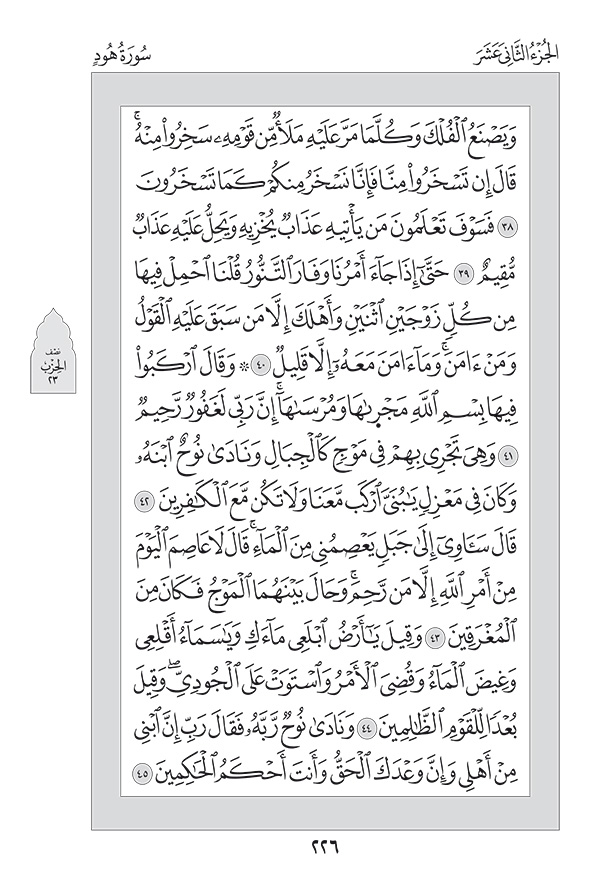 الجُزْءُ الثَّانِي عَشَرَ
سُورَةُ هُودٍ
وَيَصْنَعُ ٱلْفُلْكَ وَكُلَّمَا مَرَّ عَلَيْهِ مَلَأٌ مِّن قَوْمِهِۦ سَخِرُوا۟ مِنْهُ ۚ
قَالَ إِن تَسْخَرُوا۟ مِنَّا فَإِنَّا نَسْخَرُ مِنكُمْ كَمَا تَسْخَرُونَ
٣٨ فَسَوْفَ تَعْلَمُونَ مَن يَأْتِيهِ عَذَابٌ يُخْزِيهِ وَيَحِلُّ عَلَيْهِ عَذَابٌ
مُّقِيمٌ ٣٩ حَتَّىٰٓ إِذَا جَآءَ أَمْرُنَا وَفَارَ ٱلتَّنُّورُ قُلْنَا ٱحْمِلْ فِيهَا
مِن كُلٍّ زَوْجَيْنِ ٱثْنَيْنِ وَأَهْلَكَ إِلَّا مَن سَبَقَ عَلَيْهِ ٱلْقَوْلُ
وَمَنْ ءَامَنَ ۚ وَمَآ ءَامَنَ مَعَهُۥٓ إِلَّا قَلِيلٌ ٤٠ ۞ وَقَالَ ٱرْكَبُوا۟
فِيهَا بِسْمِ ٱللَّهِ مَجْر۪ىٰهَا وَمُرْسَىٰهَآ ۚ إِنَّ رَبِّى لَغَفُورٌ رَّحِيمٌ
٤١ وَهِىَ تَجْرِى بِهِمْ فِى مَوْجٍ كَٱلْجِبَالِ وَنَادَىٰ نُوحٌ ٱبْنَهُۥ
وَكَانَ فِى مَعْزِلٍ يَٰبُنَىَّ ٱرْكَب مَّعَنَا وَلَا تَكُن مَّعَ ٱلْكَٰفِرِينَ ٤٢
قَالَ سَـَٔاوِىٓ إِلَىٰ جَبَلٍ يَعْصِمُنِى مِنَ ٱلْمَآءِ ۚ قَالَ لَا عَاصِمَ ٱلْيَوْمَ
مِنْ أَمْرِ ٱللَّهِ إِلَّا مَن رَّحِمَ ۚ وَحَالَ بَيْنَهُمَا ٱلْمَوْجُ فَكَانَ مِنَ
ٱلْمُغْرَقِينَ ٤٣ وَقِيلَ يَٰٓأَرْضُ ٱبْلَعِى مَآءَكِ وَيَٰسَمَآءُ أَقْلِعِى
وَغِيضَ ٱلْمَآءُ وَقُضِىَ ٱلْأَمْرُ وَٱسْتَوَتْ عَلَى ٱلْجُودِىِّ ۖ وَقِيلَ
بُعْدًا لِّلْقَوْمِ ٱلظَّٰلِمِينَ ٤٤ وَنَادَىٰ نُوحٌ رَّبَّهُۥ فَقَالَ رَبِّ إِنَّ ٱبْنِى
مِنْ أَهْلِى وَإِنَّ وَعْدَكَ ٱلْحَقُّ وَأَنتَ أَحْكَمُ ٱلْحَٰكِمِينَ ٤٥
نِصْفُ
الحِزْبُ
٢٣
٢٢٦